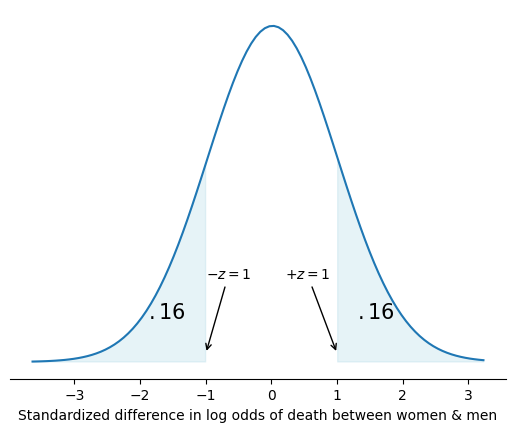 −z = 1 +z = 1
.16 .16
−3 −2 −1 0 1 2 3
Standardized difference in log odds of death between women & men